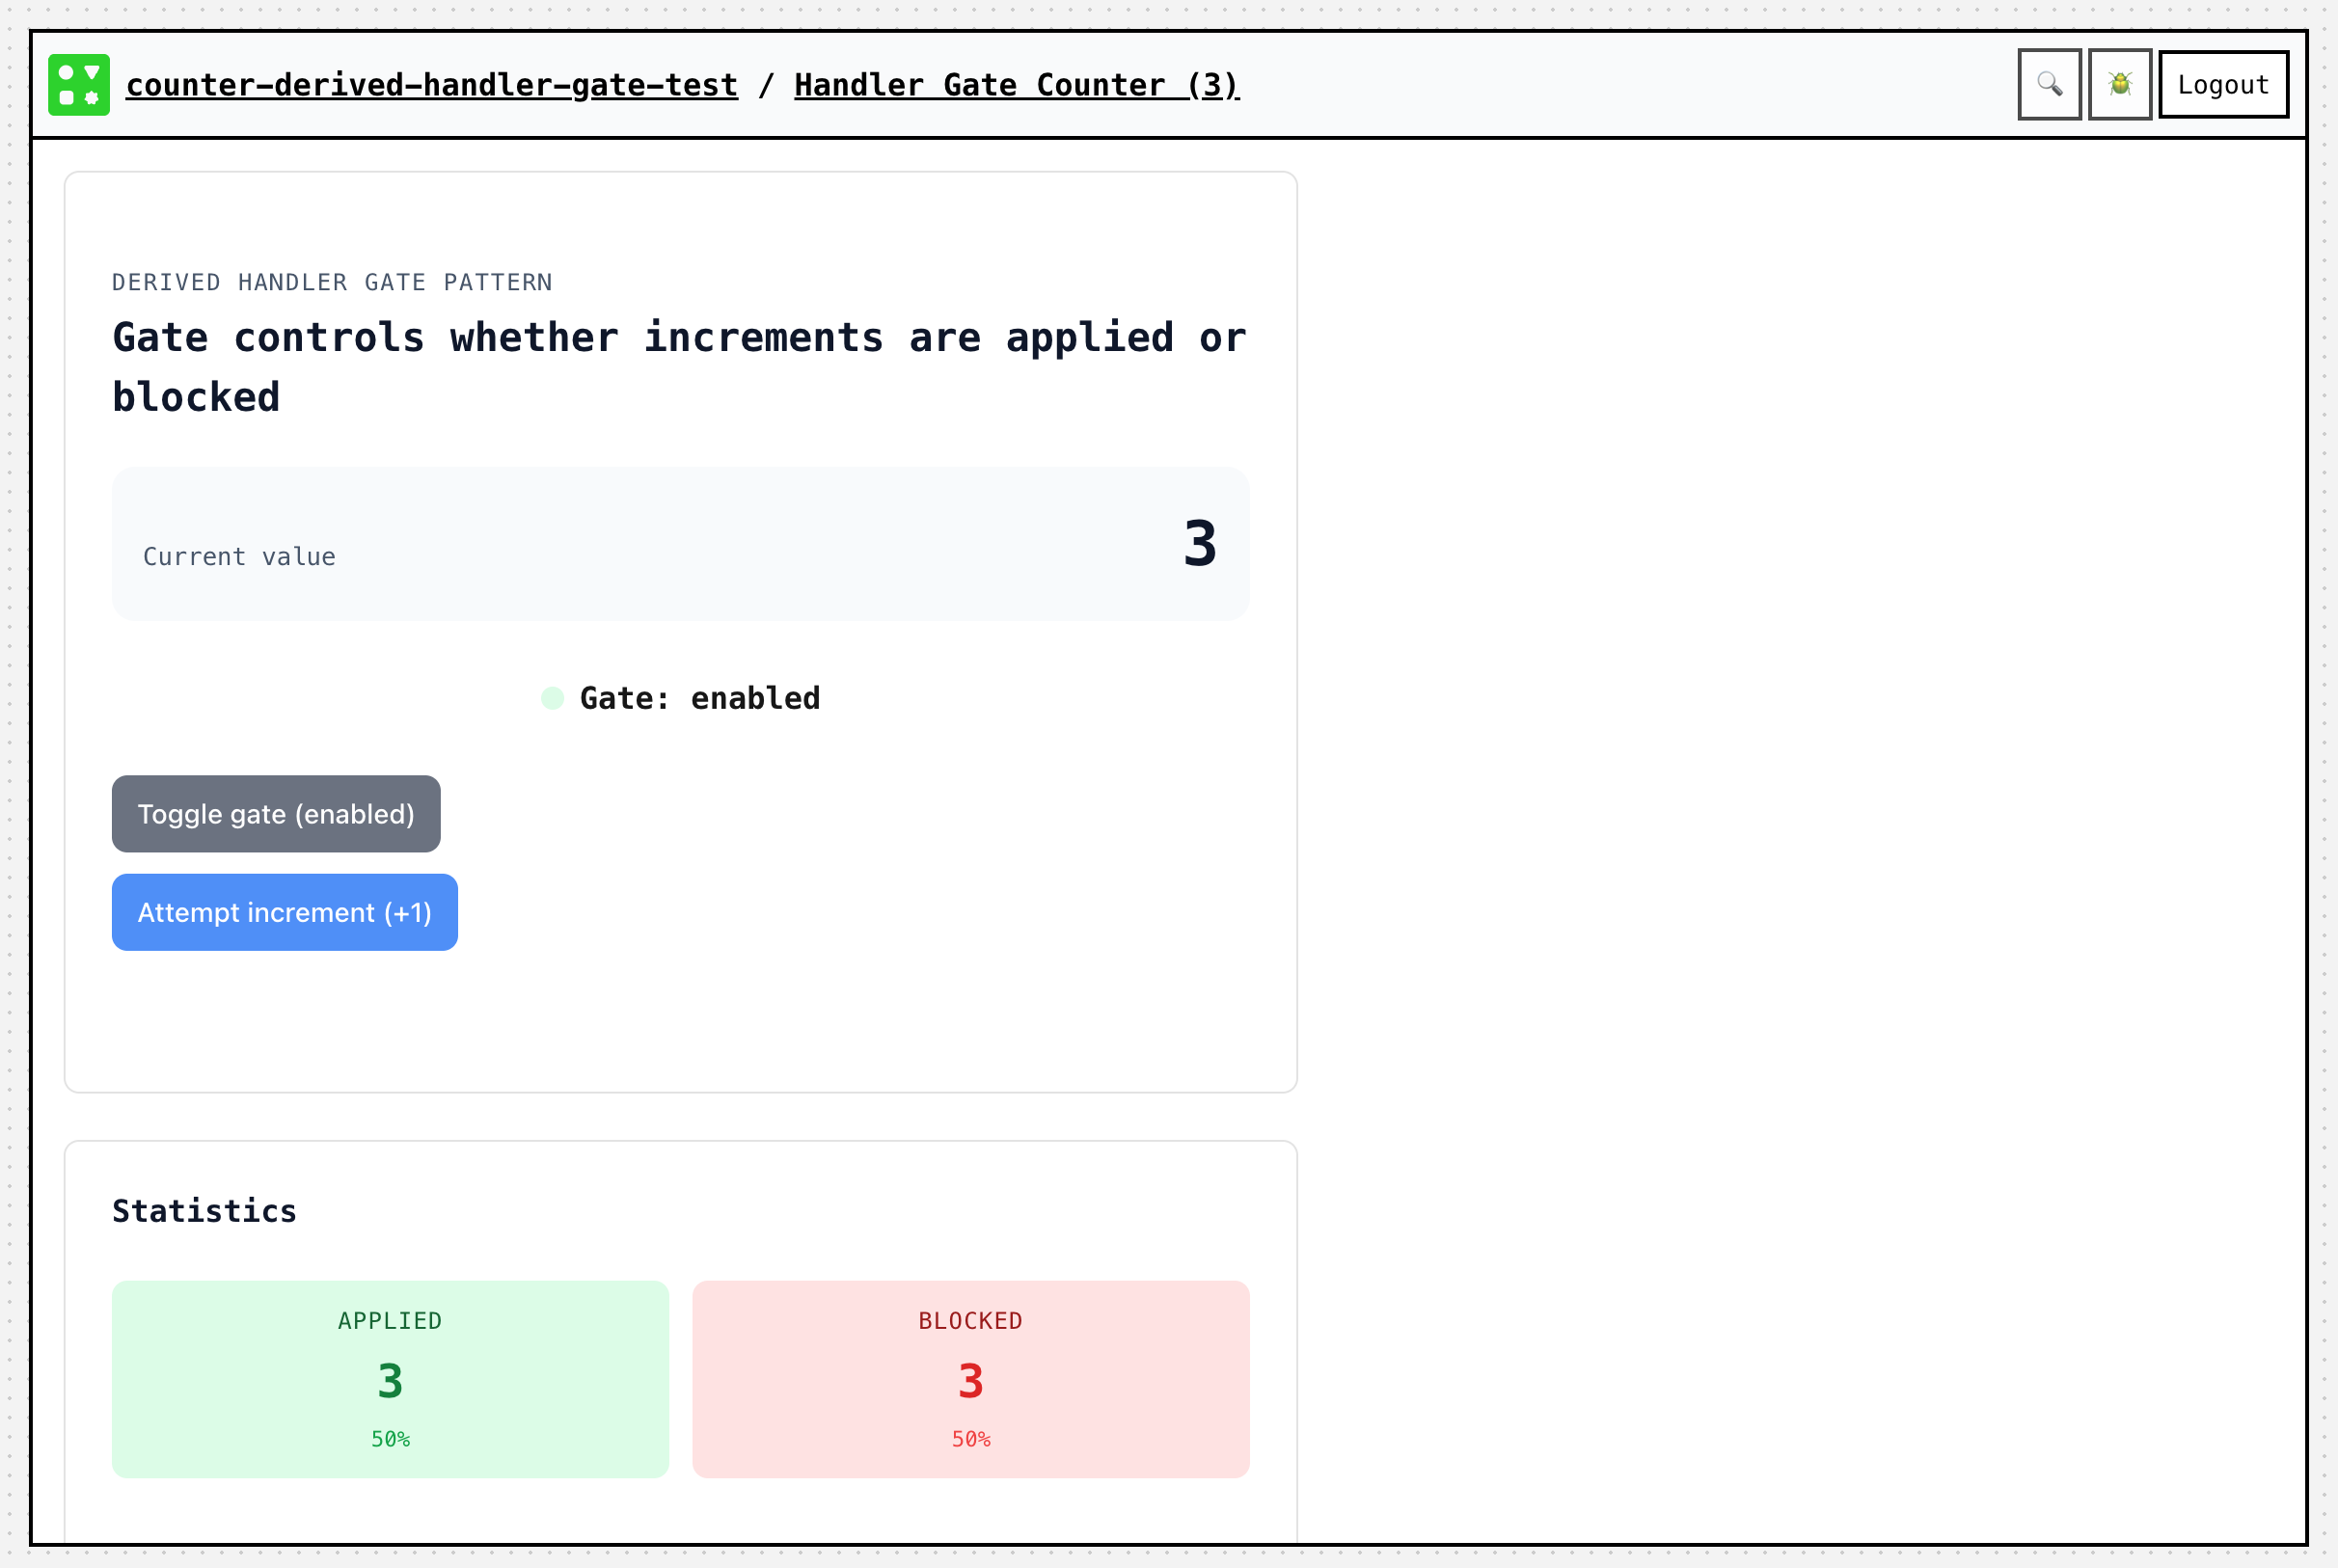 counter-derived-handler-gate-test / Handler Gate Counter (3)
Logout
DERIVED HANDLER GATE PATTERN
Gate controls whether increments are applied or
blocked
Current value
3
Gate: enabled
Toggle gate (enabled)
Attempt increment (+1)
Statistics
APPLIED
3
50%
BLOCKED
3
50%